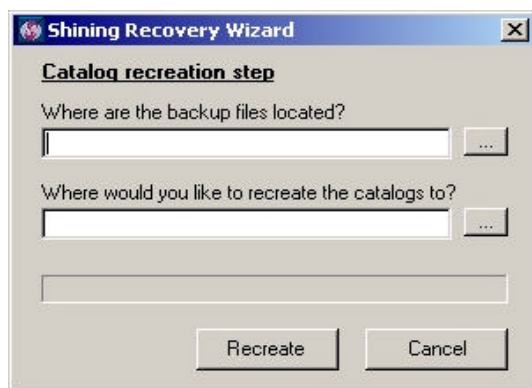 Shining Recovery Wizard
Catalog recreation step
Where are the backup files located?
...
Where would you like to recreate the catalogs to?
...
Recreate Cancel